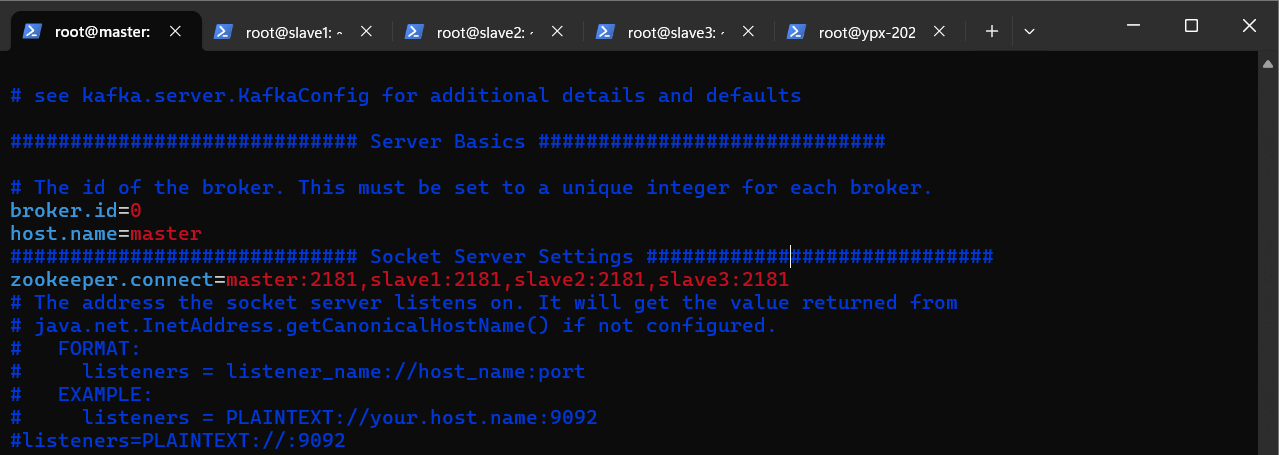 root@master: root@slave1: ~ root@slave2: - root@slave3: ~ root@ypx-202
# see kafka.server.KafkaConfig for additional details and defaults
############################# Server Basics #############################
# The id of the broker. This must be set to a unique integer for each broker.
broker.id=0
host.name=master
############################# Socket Server Settings #############################
zookeeper.connect=master:2181,slave1:2181,slave2:2181,slave3:2181
# The address the socket server listens on. It will get the value returned from
# java.net.InetAddress.getCanonicalHostName() if not configured.
#   FORMAT:
#     listeners = listener_name://host_name:port
#   EXAMPLE:
#     listeners = PLAINTEXT://your.host.name:9092
#listeners=PLAINTEXT://:9092